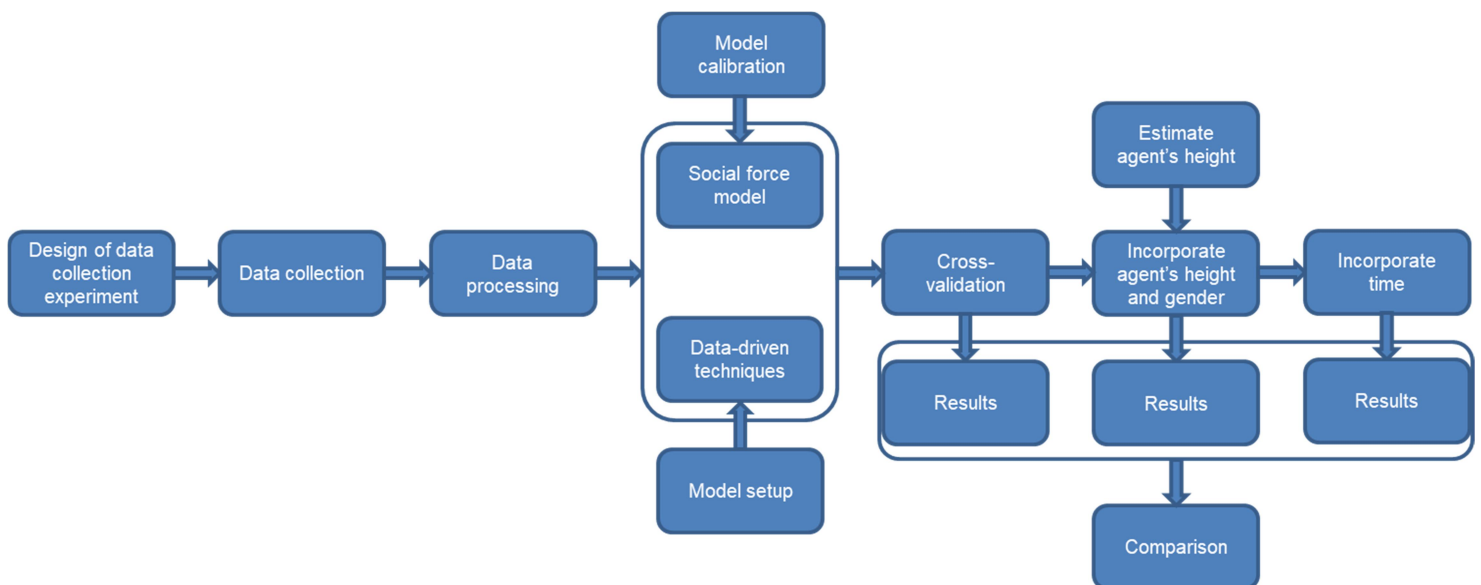 Model
calibration
Social force
model
Design of data
collection
experiment
Data collection
Data
processing
Data-driven
techniques
Model setup
Cross-
validation
Estimate
agent’s height
Incorporate
agent’s height
and gender
Incorporate
time
Results
Results
Results
Comparison